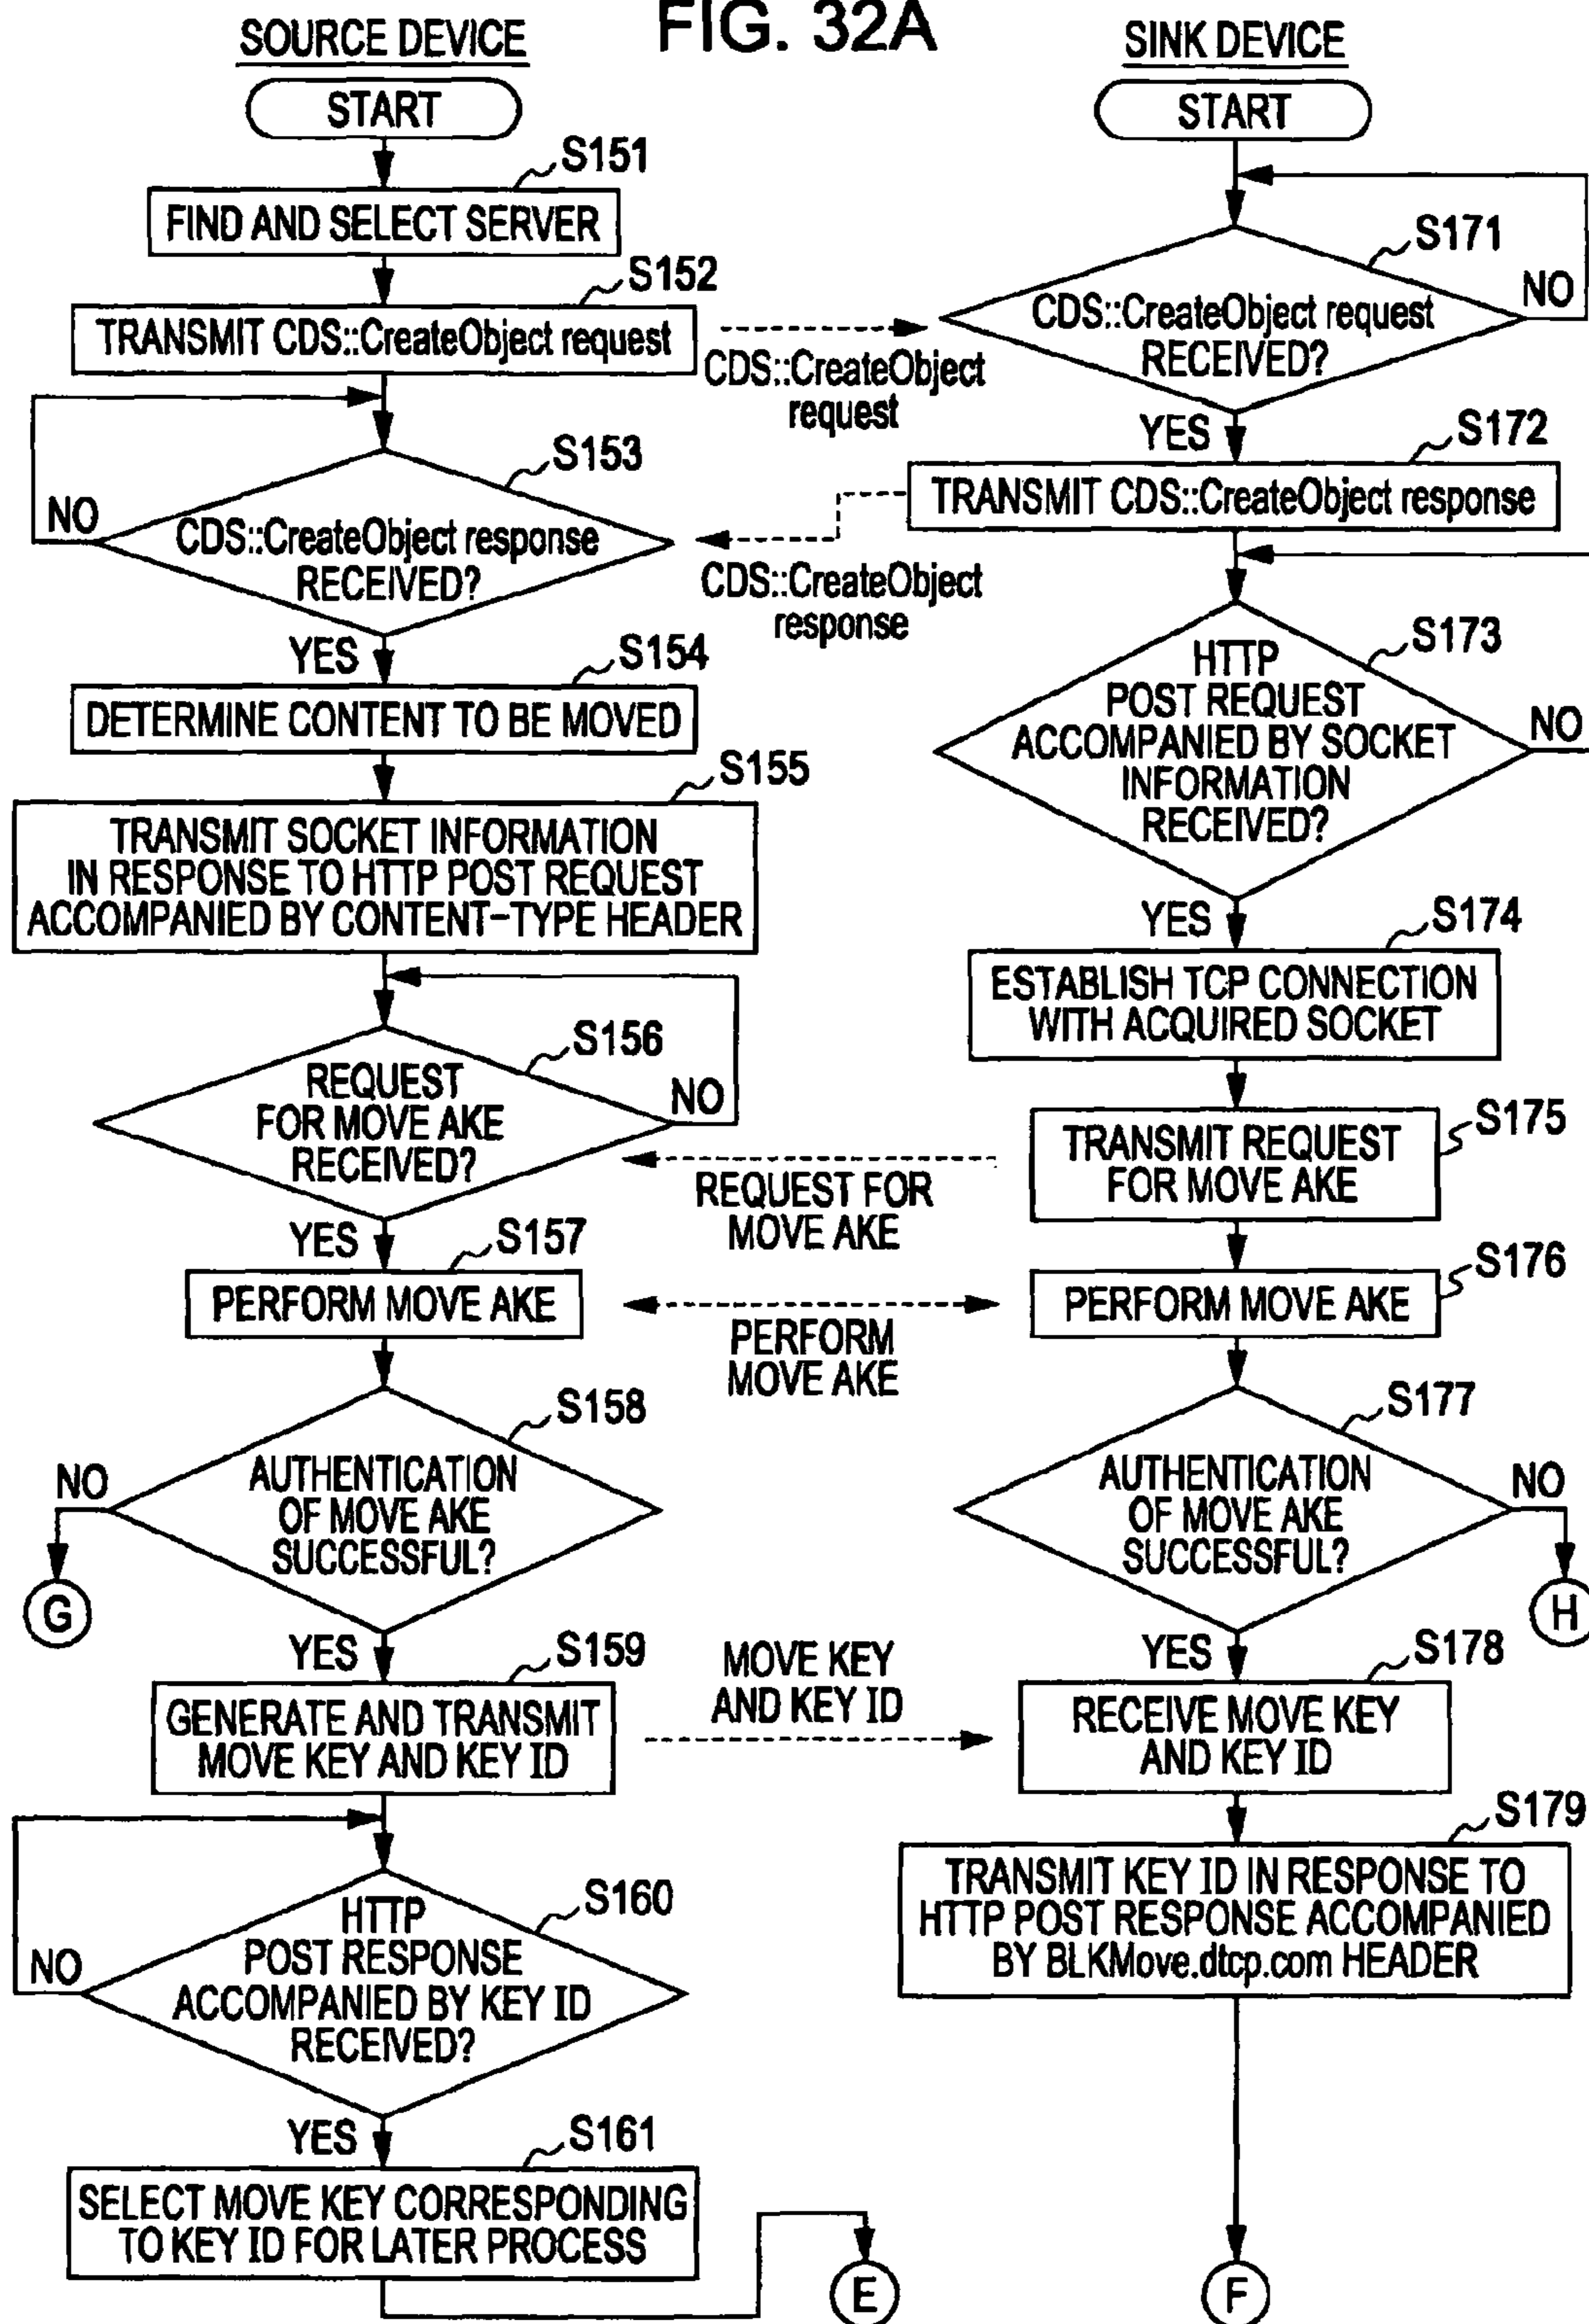 FIG. 32A
SOURCE DEVICE
START
S151
FIND AND SELECT SERVER
S152
TRANSMIT CDS::CreateObject request
CDS::CreateObject
request
S153
CDS::CreateObject response
RECEIVED?
NO
CDS::CreateObject
response
YES
S154
DETERMINE CONTENT TO BE MOVED
S155
TRANSMIT SOCKET INFORMATION
IN RESPONSE TO HTTP POST REQUEST
ACCOMPANIED BY CONTENT-TYPE HEADER
S156
REQUEST
FOR MOVE AKE
RECEIVED?
NO
REQUEST FOR
MOVE AKE
YES
S157
PERFORM MOVE AKE
PERFORM
MOVE AKE
S158
AUTHENTICATION
OF MOVE AKE
SUCCESSFUL?
NO
G
YES
S159
GENERATE AND TRANSMIT
MOVE KEY AND KEY ID
MOVE KEY
AND KEY ID
S160
HTTP
POST RESPONSE
ACCOMPANIED BY KEY ID
RECEIVED?
NO
YES
S161
SELECT MOVE KEY CORRESPONDING
TO KEY ID FOR LATER PROCESS
E
SINK DEVICE
START
S171
CDS::CreateObject request
RECEIVED?
NO
YES
S172
TRANSMIT CDS::CreateObject response
S173
HTTP
POST REQUEST
ACCOMPANIED BY SOCKET
INFORMATION
RECEIVED?
NO
YES
S174
ESTABLISH TCP CONNECTION
WITH ACQUIRED SOCKET
S175
TRANSMIT REQUEST
FOR MOVE AKE
S176
PERFORM MOVE AKE
S177
AUTHENTICATION
OF MOVE AKE
SUCCESSFUL?
NO
H
YES
S178
RECEIVE MOVE KEY
AND KEY ID
S179
TRANSMIT KEY ID IN RESPONSE TO
HTTP POST RESPONSE ACCOMPANIED
BY BLKMove.dtcp.com HEADER
F